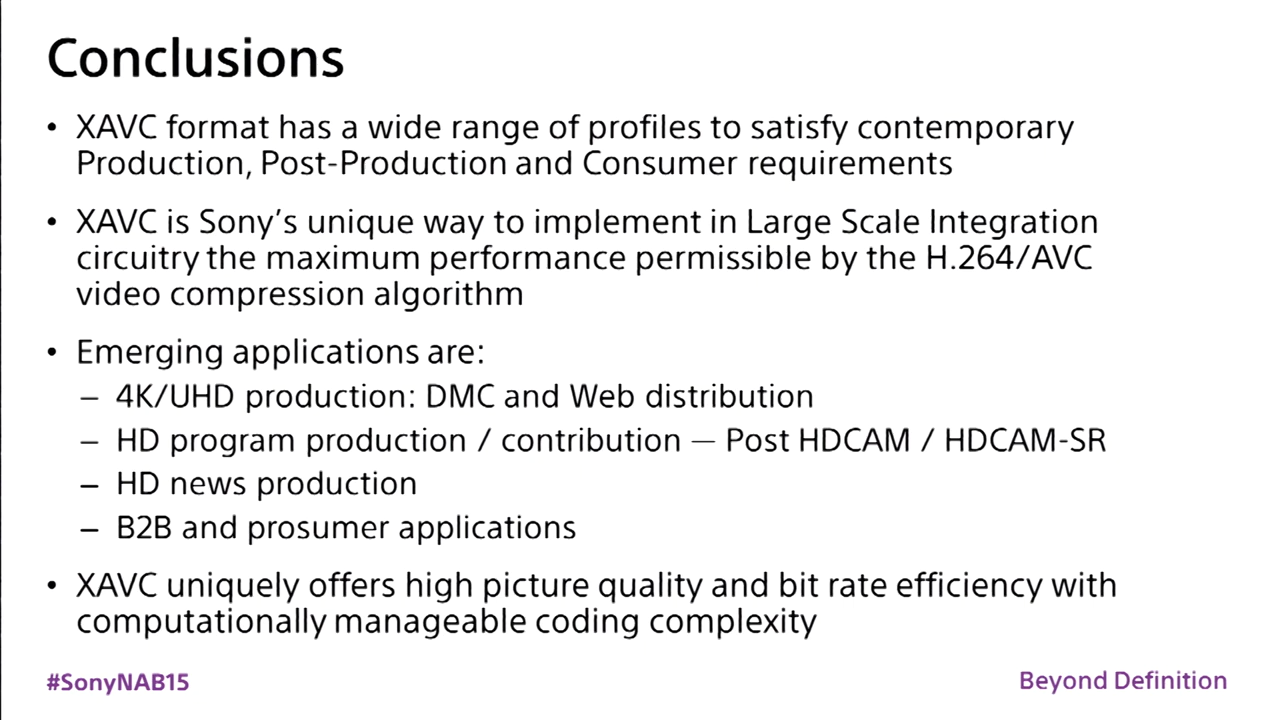 Conclusions
• XAVC format has a wide range of profiles to satisfy contemporary
Production, Post-Production and Consumer requirements
• XAVC is Sony’s unique way to implement in Large Scale Integration
circuitry the maximum performance permissible by the H.264/AVC
video compression algorithm
• Emerging applications are:
– 4K/UHD production: DMC and Web distribution
– HD program production / contribution — Post HDCAM / HDCAM-SR
– HD news production
– B2B and prosumer applications
• XAVC uniquely offers high picture quality and bit rate efficiency with
computationally manageable coding complexity
#SonyNAB15
Beyond Definition